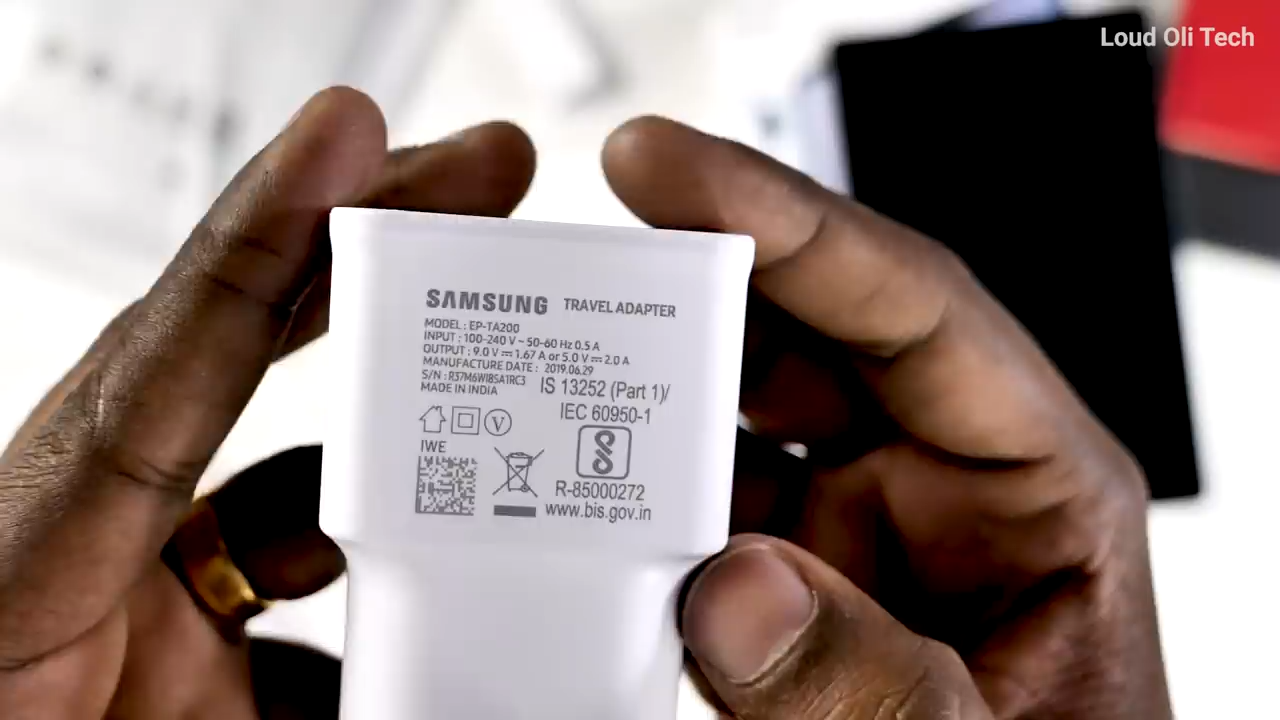 Loud Oli Tech
SAMSUNG TRAVEL ADAPTER
MODEL : EP-TA200
INPUT : 100-240 V ~ 50-60 Hz 0.5 A
OUTPUT : 9.0 V ⎓ 1.67 A or 5.0 V ⎓ 2.0 A
MANUFACTURE DATE : 2019.06.29
S/N : R37M6WI8SA1RC3
MADE IN INDIA
IS 13252 (Part 1)/
IEC 60950-1
V
IWE
R-85000272
www.bis.gov.in